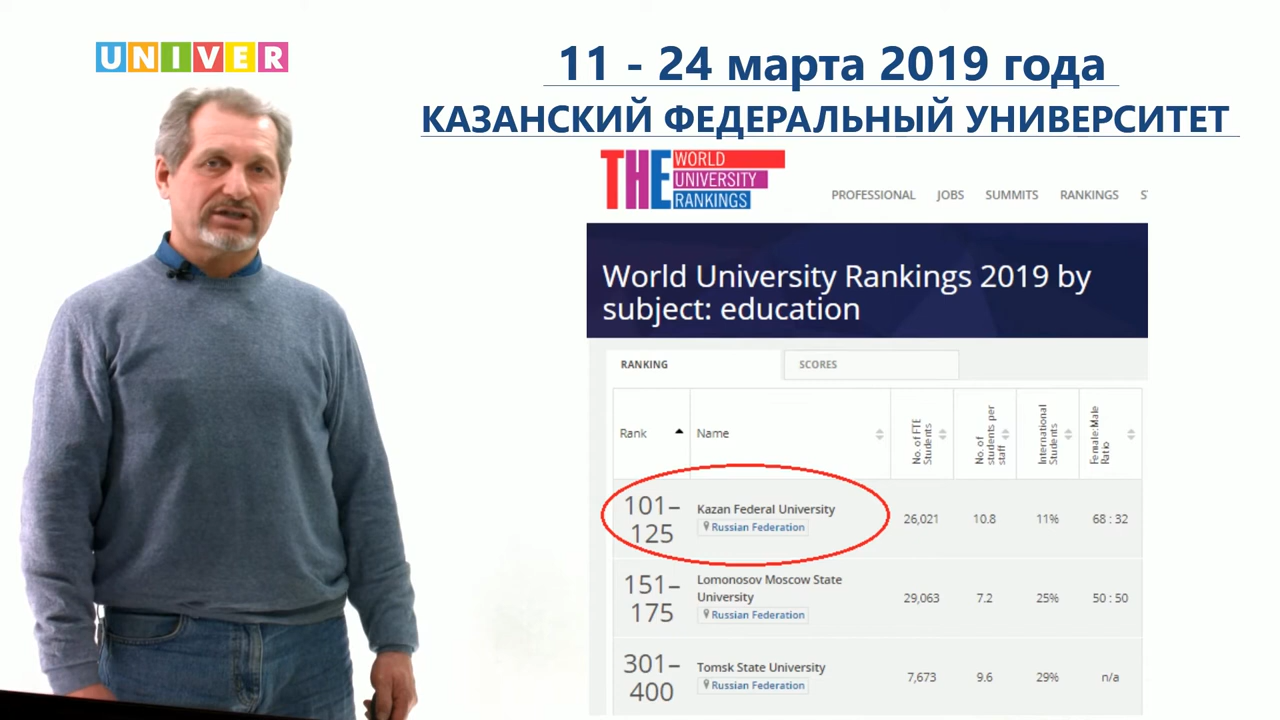 UNIVER
11 - 24 марта 2019 года
КАЗАНСКИЙ ФЕДЕРАЛЬНЫЙ УНИВЕРСИТЕТ
THE WORLD
UNIVERSITY
RANKINGS
PROFESSIONAL JOBS SUMMITS RANKINGS
World University Rankings 2019 by
subject: education
RANKING SCORES
Rank Name No. of FTE Students No. of students per staff International Students Female:Male Ratio
101–
125
Kazan Federal University
Russian Federation
26,021 10.8 11% 68 : 32
151–
175
Lomonosov Moscow State
University
Russian Federation
29,063 7.2 25% 50 : 50
301–
400
Tomsk State University
Russian Federation
7,673 9.6 29% n/a